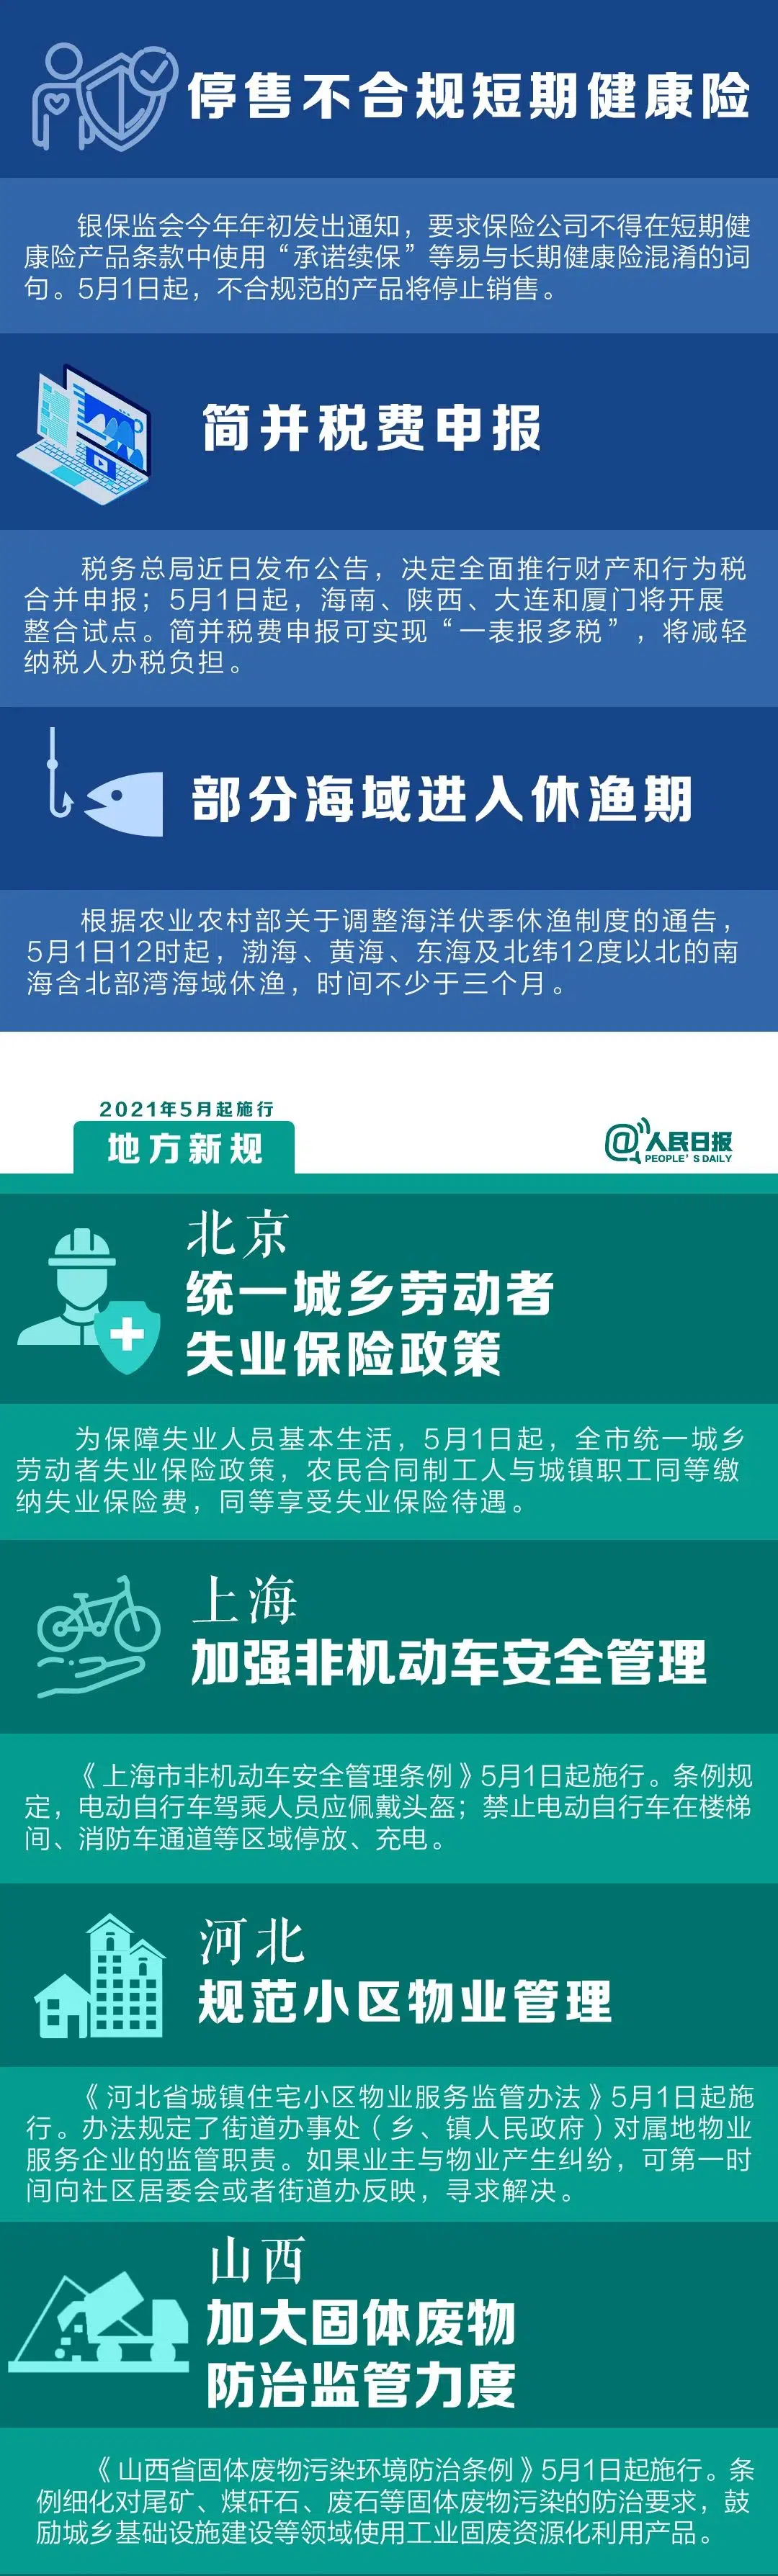 停售不合规短期健康险
银保监会今年年初发出通知，要求保险公司不得在短期健
康险产品条款中使用“承诺续保”等易与长期健康险混淆的词
句。5月1日起，不合规范的产品将停止销售。
简并税费申报
税务总局近日发布公告，决定全面推行财产和行为税
合并申报；5月1日起，海南、陕西、大连和厦门将开展
整合试点。简并税费申报可实现“一表报多税”，将减轻
纳税人办税负担。
部分海域进入休渔期
根据农业农村部关于调整海洋伏季休渔制度的通告，
5月1日12时起，渤海、黄海、东海及北纬12度以北的南
海含北部湾海域休渔，时间不少于三个月。
2021年5月起施行
地方新规
@人民日报
PEOPLE'S DAILY
北京
统一城乡劳动者
失业保险政策
为保障失业人员基本生活，5月1日起，全市统一城乡
劳动者失业保险政策，农民合同制工人与城镇职工同等缴
纳失业保险费，同等享受失业保险待遇。
上海
加强非机动车安全管理
《上海市非机动车安全管理条例》5月1日起施行。条例规
定，电动自行车驾乘人员应佩戴头盔；禁止电动自行车在楼梯
间、消防车通道等区域停放、充电。
河北
规范小区物业管理
《河北省城镇住宅小区物业服务监管办法》5月1日起施
行。办法规定了街道办事处（乡、镇人民政府）对属地物业
服务企业的监管职责。如果业主与物业产生纠纷，可第一时
间向社区居委会或者街道办反映，寻求解决。
山西
加大固体废物
防治监管力度
《山西省固体废物污染环境防治条例》5月1日起施行。条
例细化对尾矿、煤矸石、废石等固体废物污染的防治要求，鼓
励城乡基础设施建设等领域使用工业固废资源化利用产品。